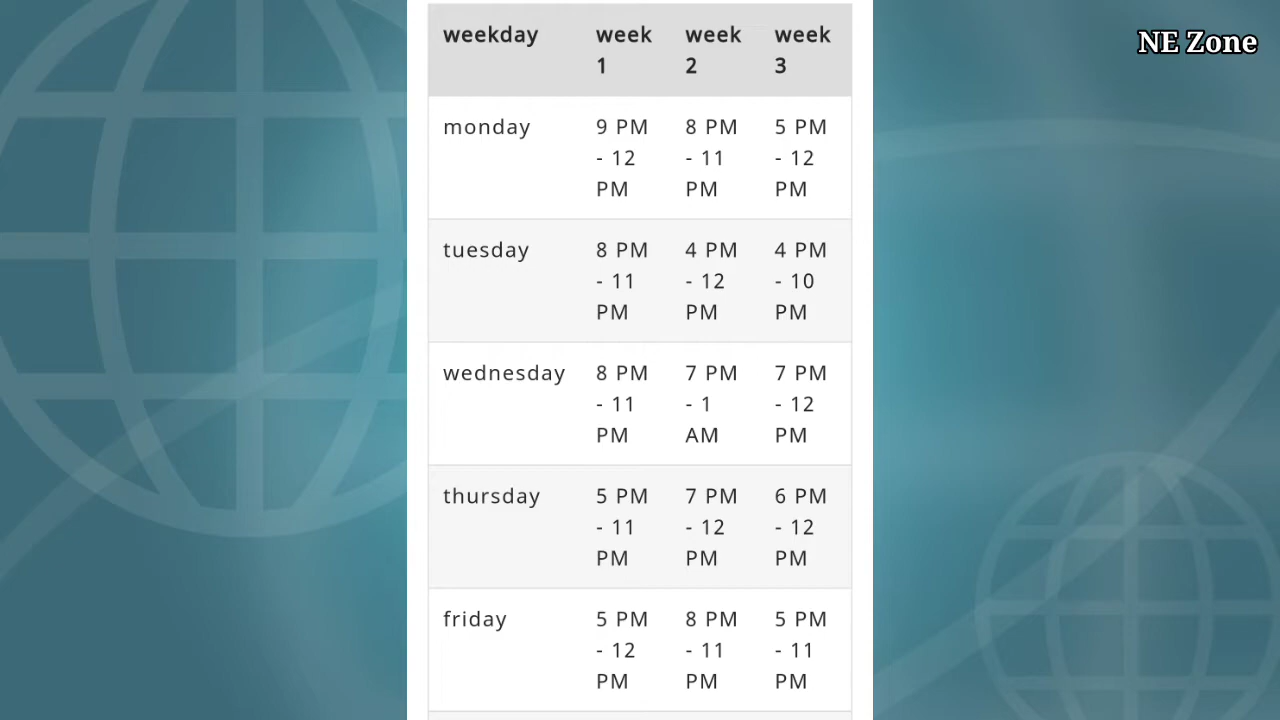 NE Zone
weekday week week week
1 2 3
monday 9 PM 8 PM 5 PM
- 12 - 11 - 12
PM PM PM
tuesday 8 PM 4 PM 4 PM
- 11 - 12 - 10
PM PM PM
wednesday 8 PM 7 PM 7 PM
- 11 - 1 - 12
PM AM PM
thursday 5 PM 7 PM 6 PM
- 11 - 12 - 12
PM PM PM
friday 5 PM 8 PM 5 PM
- 12 - 11 - 11
PM PM PM